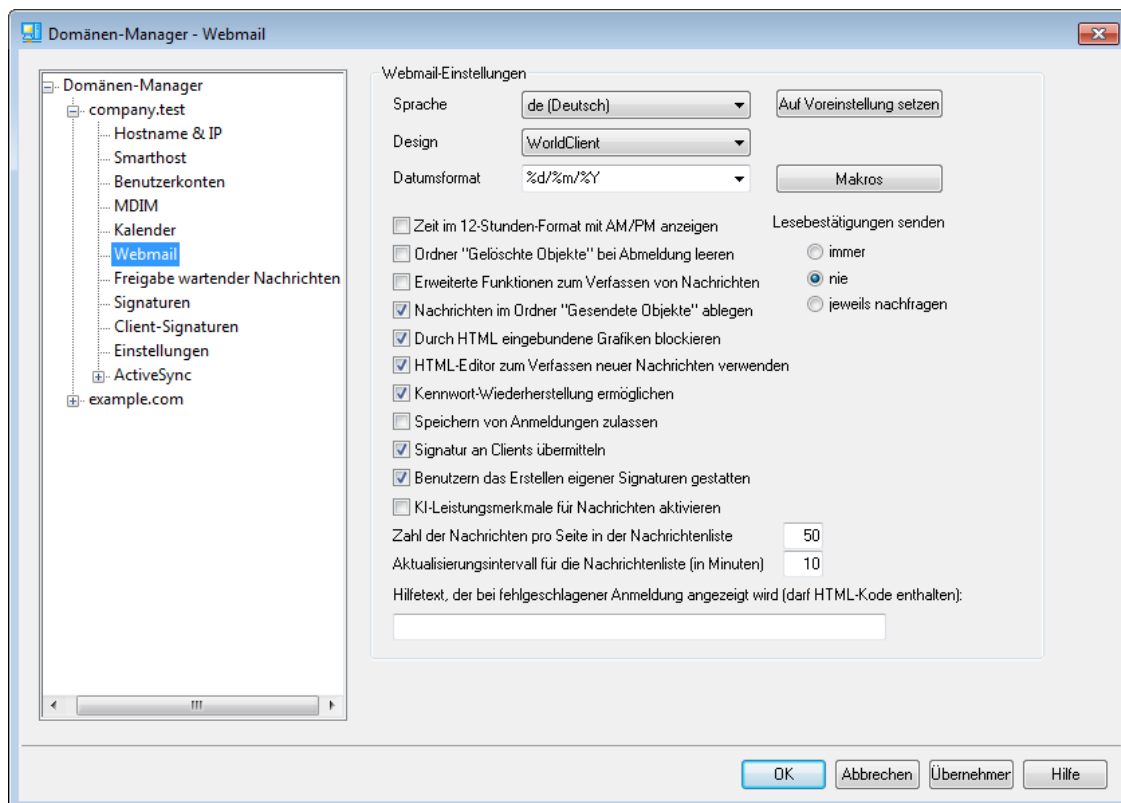 Domänen-Manager - Webmail
Domänen-Manager
company.test
Hostname & IP
Smarthost
Benutzerkonten
MDIM
Kalender
Webmail
Freigabe wartender Nachrichten
Signaturen
Client-Signaturen
Einstellungen
ActiveSync
example.com
Webmail-Einstellungen
Sprache de (Deutsch) Auf Voreinstellung setzen
Design WorldClient
Datumsformat %d/%m/%Y Makros
Zeit im 12-Stunden-Format mit AM/PM anzeigen
Ordner "Gelöschte Objekte" bei Abmeldung leeren
Erweiterte Funktionen zum Verfassen von Nachrichten
Nachrichten im Ordner "Gesendete Objekte" ablegen
Durch HTML eingebundene Grafiken blockieren
HTML-Editor zum Verfassen neuer Nachrichten verwenden
Kennwort-Wiederherstellung ermöglichen
Speichern von Anmeldungen zulassen
Signatur an Clients übermitteln
Benutzern das Erstellen eigener Signaturen gestatten
KI-Leistungsmerkmale für Nachrichten aktivieren
Lesebestätigungen senden
immer
nie
jeweils nachfragen
Zahl der Nachrichten pro Seite in der Nachrichtenliste 50
Aktualisierungsintervall für die Nachrichtenliste (in Minuten) 10
Hilfetext, der bei fehlgeschlagener Anmeldung angezeigt wird (darf HTML-Kode enthalten):
OK Abbrechen Übernehmer Hilfe